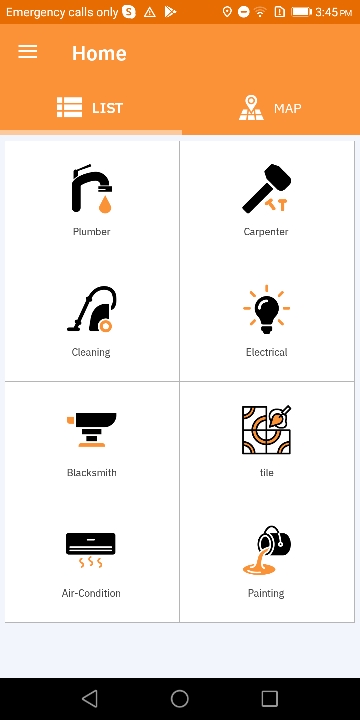 Emergency calls only 3:45 PM
Home
LIST MAP
Plumber Carpenter
Cleaning Electrical
Blacksmith tile
Air-Condition Painting